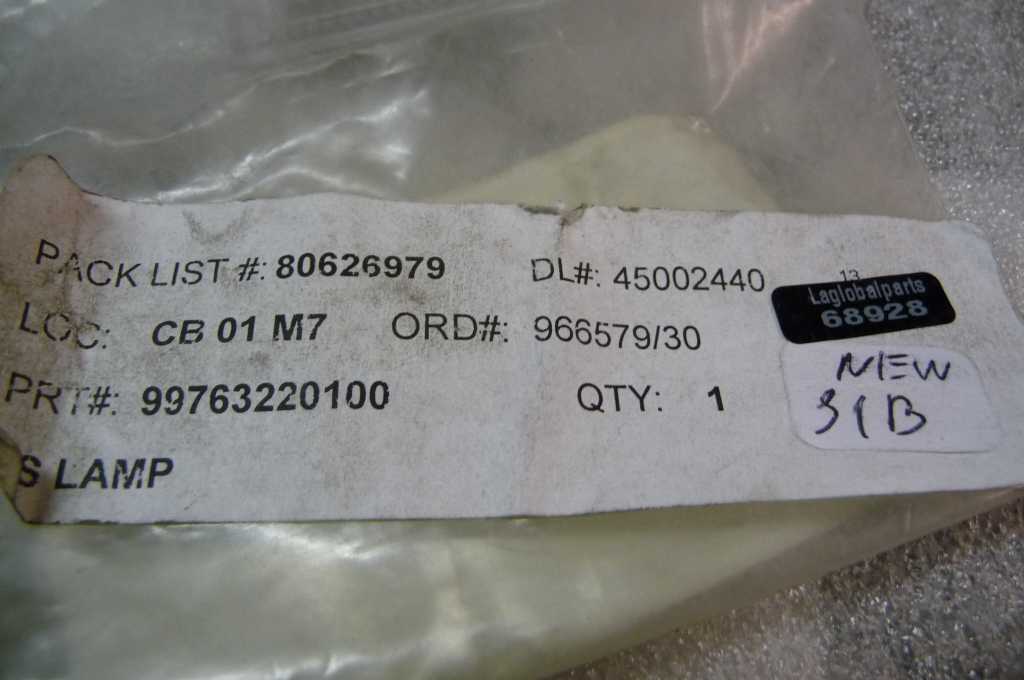 PACK LIST #: 80626979 DL#: 45002440
13
Laglobalparts
68928
LOC: CB 01 M7 ORD#: 966579/30
NEW
PRT#: 99763220100 QTY: 1
S LAMP